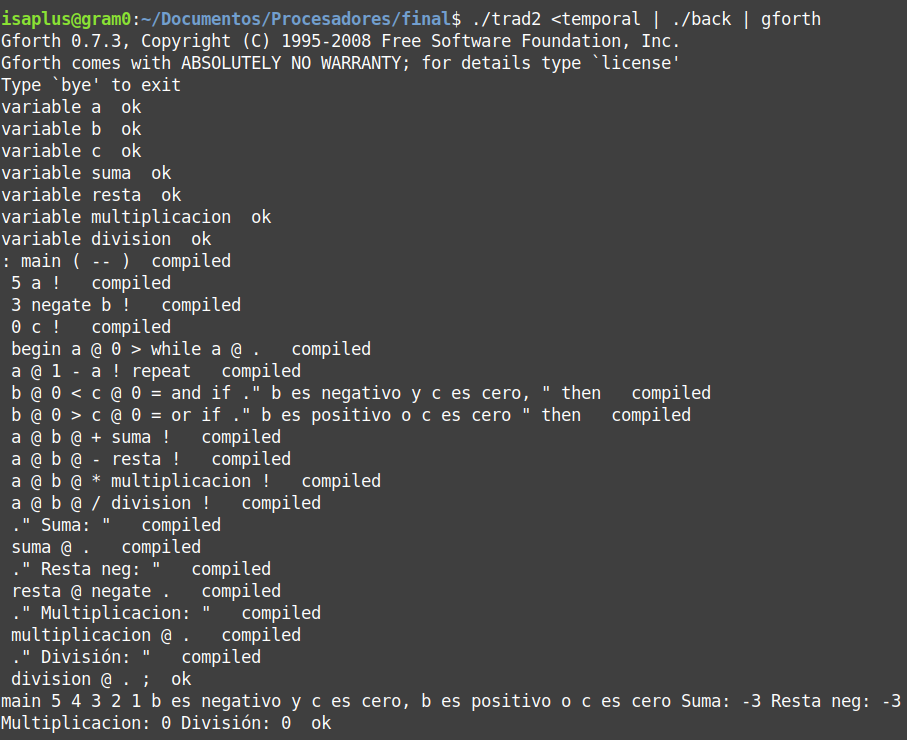 isaplus@gram0:~/Documentos/Procesadores/final$ ./trad2 <temporal | ./back | gforth
Gforth 0.7.3, Copyright (C) 1995-2008 Free Software Foundation, Inc.
Gforth comes with ABSOLUTELY NO WARRANTY; for details type `license'
Type `bye' to exit
variable a  ok
variable b  ok
variable c  ok
variable suma  ok
variable resta  ok
variable multiplicacion  ok
variable division  ok
: main ( -- )  compiled
 5 a !   compiled
 3 negate b !   compiled
 0 c !   compiled
 begin a @ 0 > while a @ .   compiled
 a @ 1 - a ! repeat   compiled
 b @ 0 < c @ 0 = and if ." b es negativo y c es cero, " then   compiled
 b @ 0 > c @ 0 = or if ." b es positivo o c es cero " then   compiled
 a @ b @ + suma !   compiled
 a @ b @ - resta !   compiled
 a @ b @ * multiplicacion !   compiled
 a @ b @ / division !   compiled
 ." Suma: "   compiled
 suma @ .   compiled
 ." Resta neg: "   compiled
 resta @ negate .   compiled
 ." Multiplicacion: "   compiled
 multiplicacion @ .   compiled
 ." División: "   compiled
 division @ . ;  ok
main 5 4 3 2 1 b es negativo y c es cero, b es positivo o c es cero Suma: -3 Resta neg: -3
Multiplicacion: 0 División: 0  ok